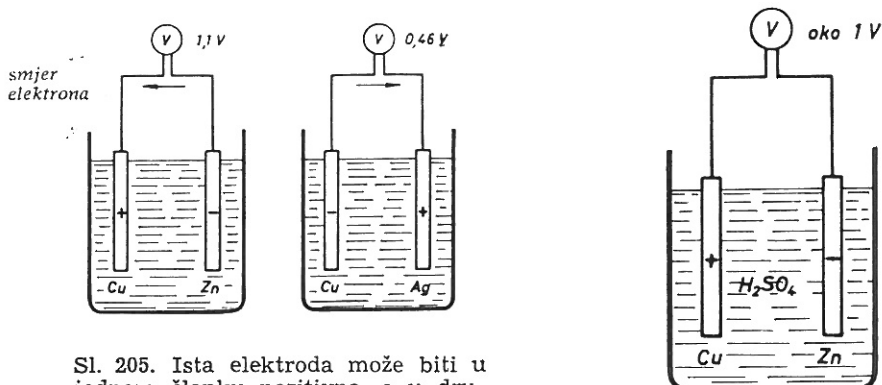 V 1,1 V
V 0,46 V
V oko 1 V
smjer
elektrona
+ −
− +
+ −
H₂SO₄
Cu Zn
Cu Ag
Cu Zn
Sl. 205. Ista elektroda može biti u